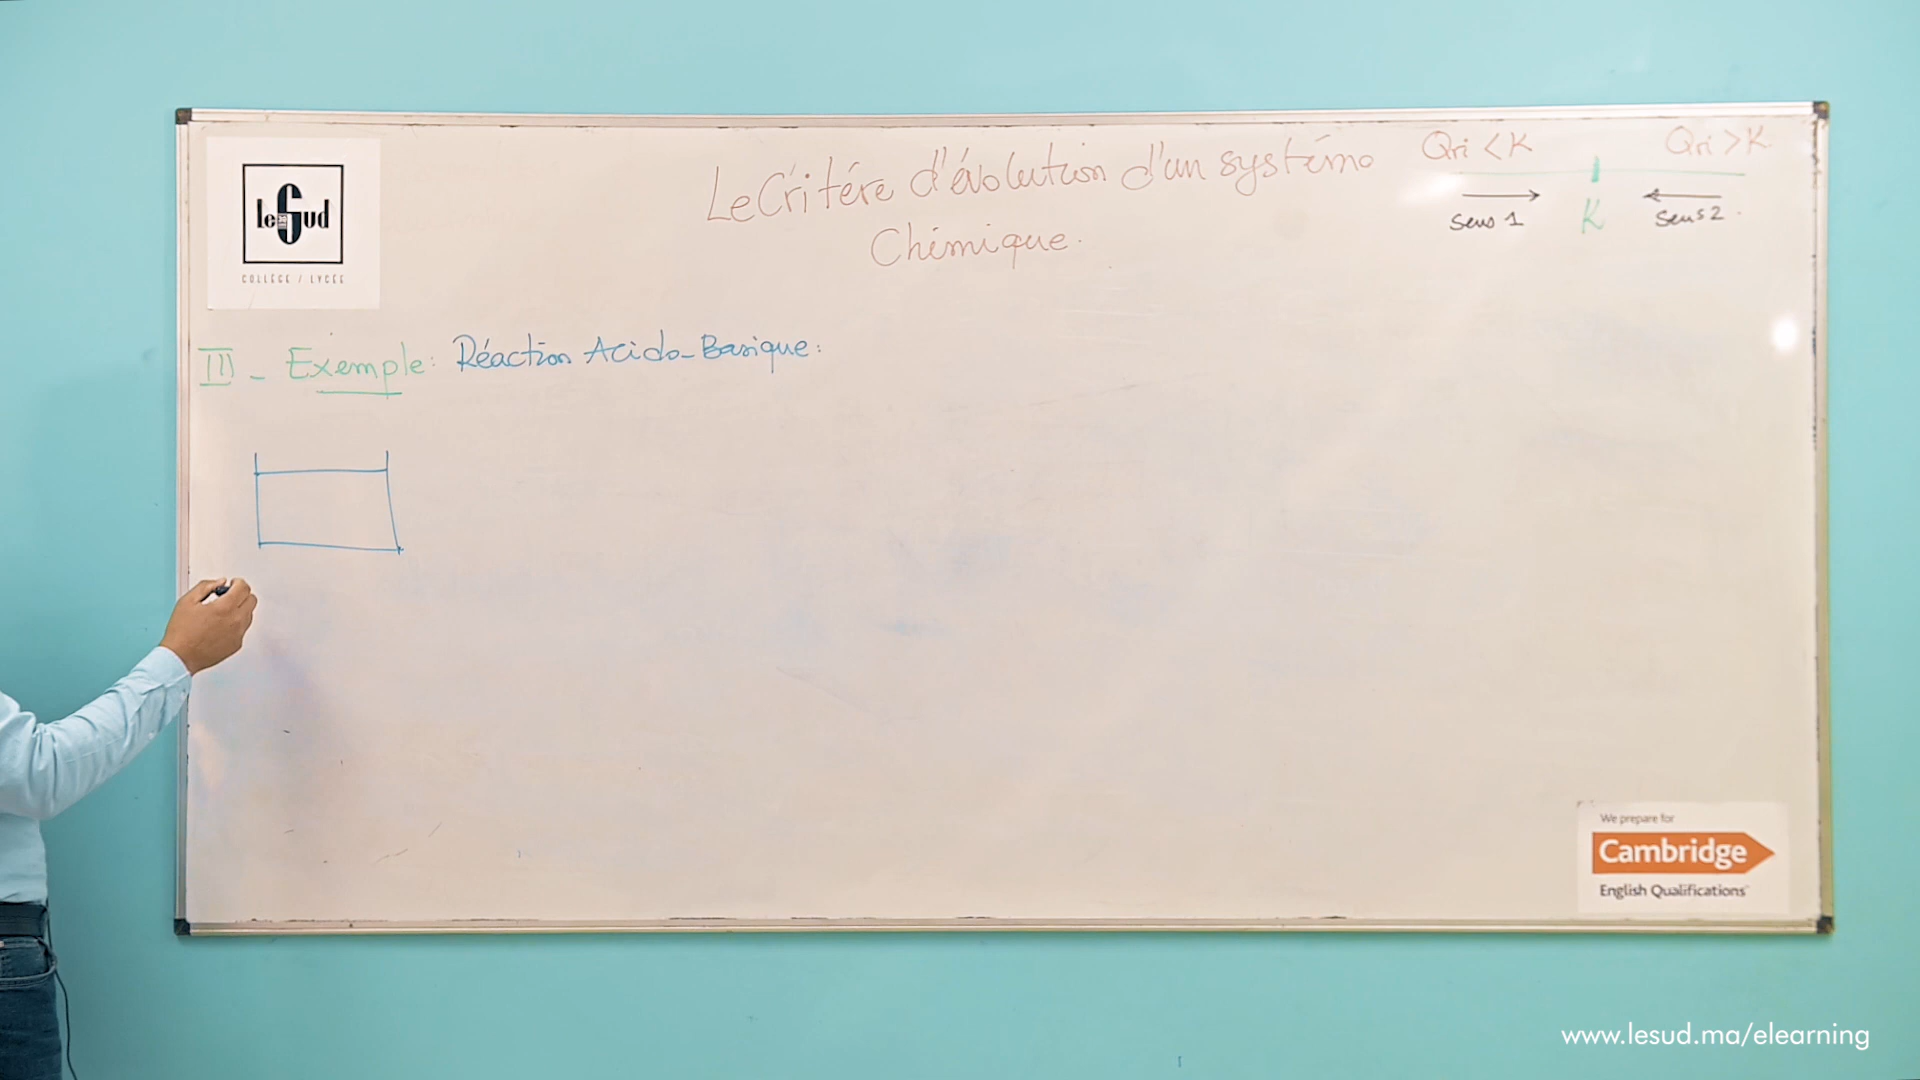 le Sud
COLLÈGE / LYCÉE
Le Critére d'évolution d'un systéme
Chimique.
Qri < K
Qri > K
Sens 1
K
Sens 2
III - Exemple: Réaction Acido-Basique:
We prepare for
Cambridge
English Qualifications
www.lesud.ma/elearning